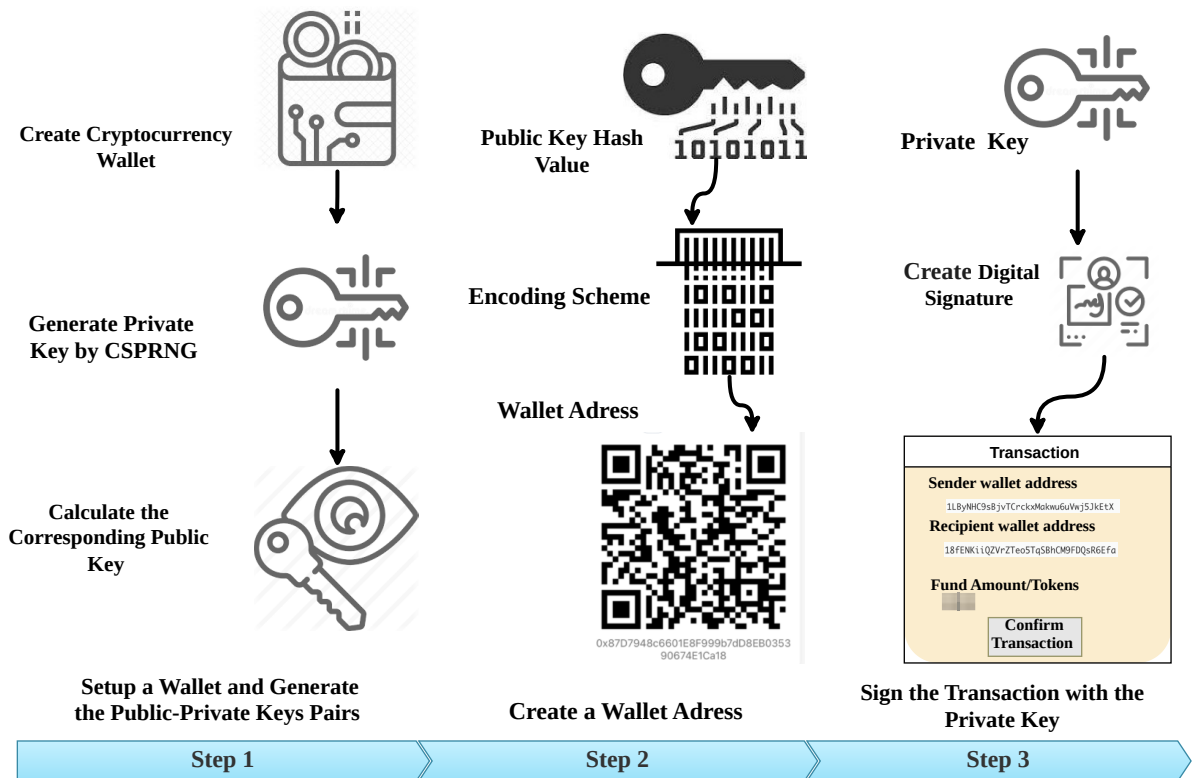 Create Cryptocurrency
Wallet
Generate Private
Key by CSPRNG
Calculate the
Corresponding Public
Key
Setup a Wallet and Generate
the Public-Private Keys Pairs
Step 1
Public Key Hash
Value
10101011
Encoding Scheme
Wallet Adress
0x87D7948c6601E8F999b7dD8EB0353
90674E1Ca18
Create a Wallet Adress
Step 2
Private Key
Create Digital
Signature
Transaction
Sender wallet address
1LByNHC9sBjvTCrckxMakwu6uVwj5JkEtX
Recipient wallet address
18fENKiiQZVrZTeo5TqSBhCM9FDQsR6Efa
Fund Amount/Tokens
Confirm
Transaction
Sign the Transaction with the
Private Key
Step 3